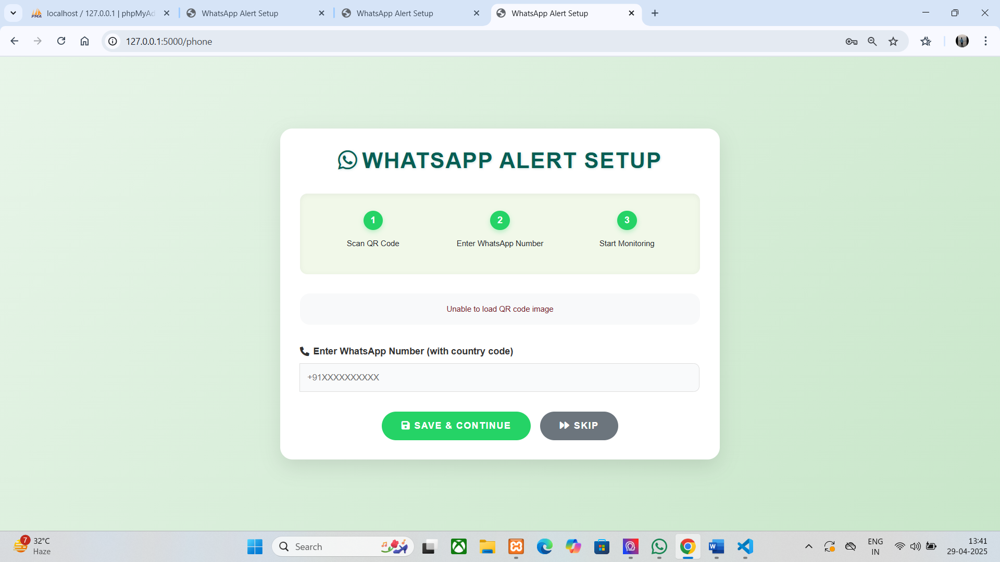 localhost / 127.0.0.1 | phpMyAd
WhatsApp Alert Setup
WhatsApp Alert Setup
WhatsApp Alert Setup
127.0.0.1:5000/phone
WHATSAPP ALERT SETUP
1
2
3
Scan QR Code
Enter WhatsApp Number
Start Monitoring
Unable to load QR code image
Enter WhatsApp Number (with country code)
+91XXXXXXXXXX
SAVE & CONTINUE
SKIP
7
32°C
Haze
Search
ENG
IN
13:41
29-04-2025